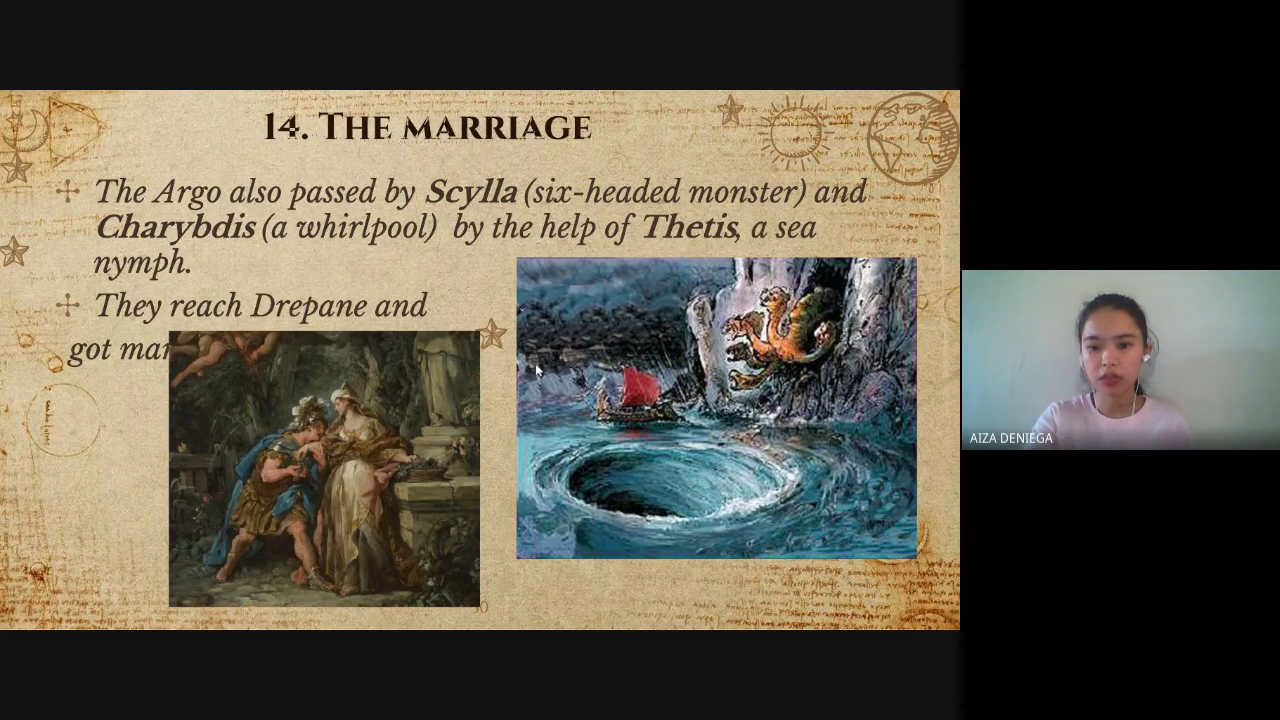 14. The marriage
The Argo also passed by Scylla (six-headed monster) and
Charybdis (a whirlpool) by the help of Thetis, a sea
nymph.
They reach Drepane and
got
AIZA DENIEGA